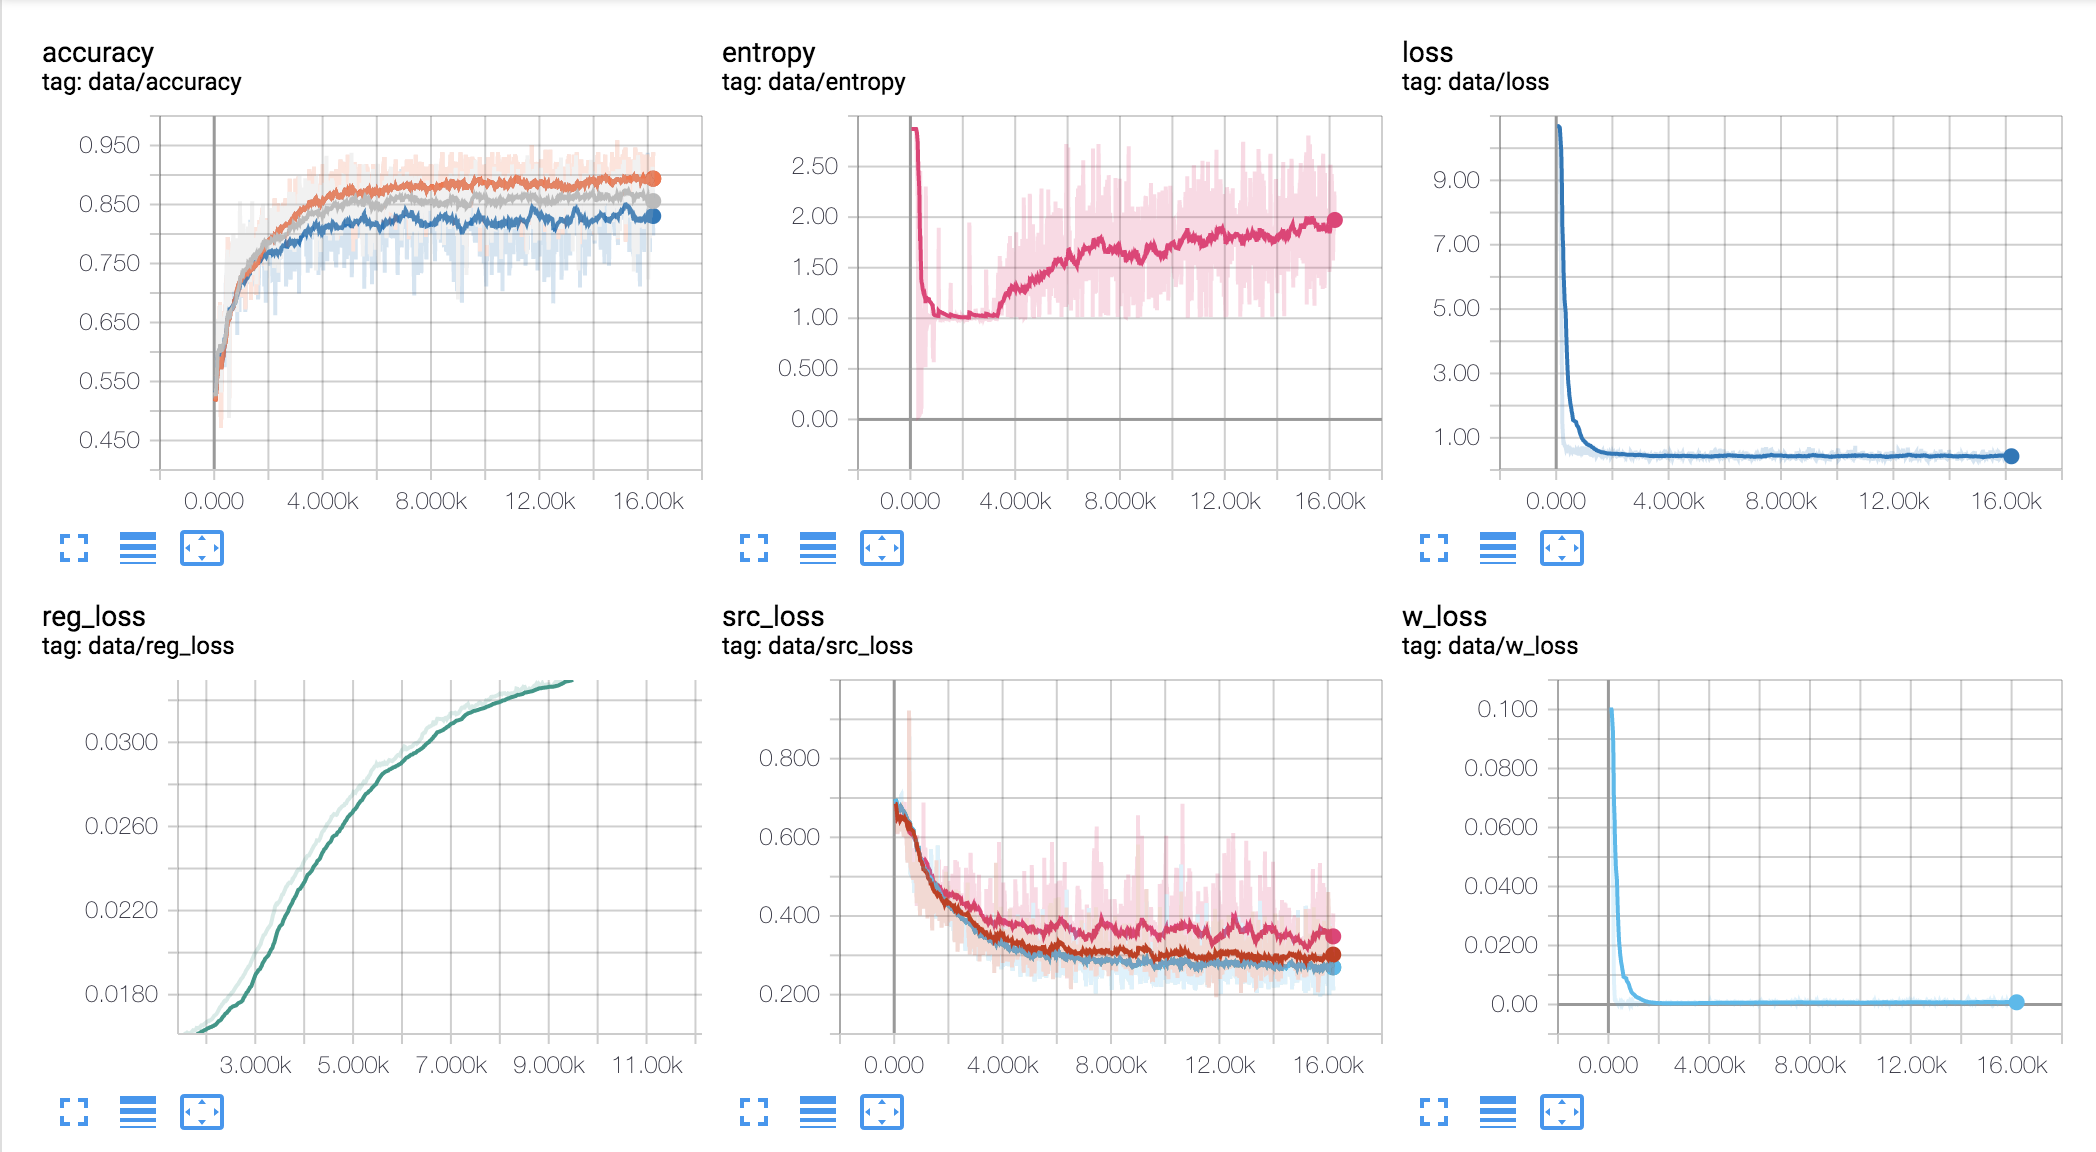 accuracy
tag: data/accuracy
0.950
0.850
0.750
0.650
0.550
0.450
0.000 4.000k 8.000k 12.00k 16.00k
entropy
tag: data/entropy
2.50
2.00
1.50
1.00
0.500
0.00
0.000 4.000k 8.000k 12.00k 16.00k
loss
tag: data/loss
9.00
7.00
5.00
3.00
1.00
0.000 4.000k 8.000k 12.00k 16.00k
reg_loss
tag: data/reg_loss
0.0300
0.0260
0.0220
0.0180
3.000k 5.000k 7.000k 9.000k 11.00k
src_loss
tag: data/src_loss
0.800
0.600
0.400
0.200
0.000 4.000k 8.000k 12.00k 16.00k
w_loss
tag: data/w_loss
0.100
0.0800
0.0600
0.0400
0.0200
0.00
0.000 4.000k 8.000k 12.00k 16.00k